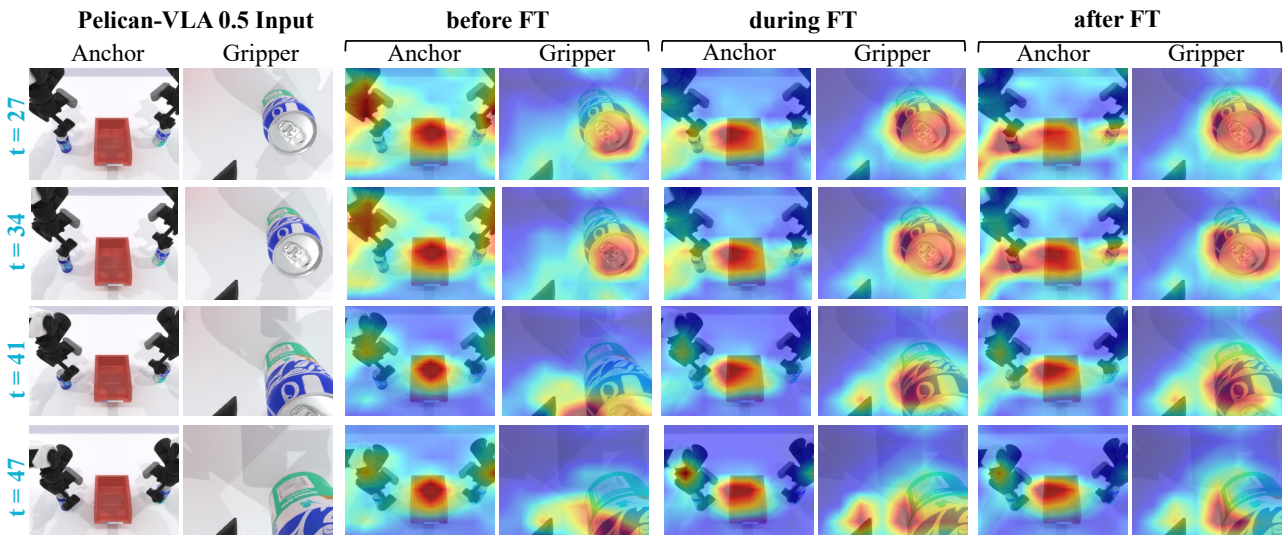 Pelican-VLA 0.5 Input before FT during FT after FT
Anchor Gripper Anchor Gripper Anchor Gripper Anchor Gripper
t = 27
t = 34
t = 41
t = 47